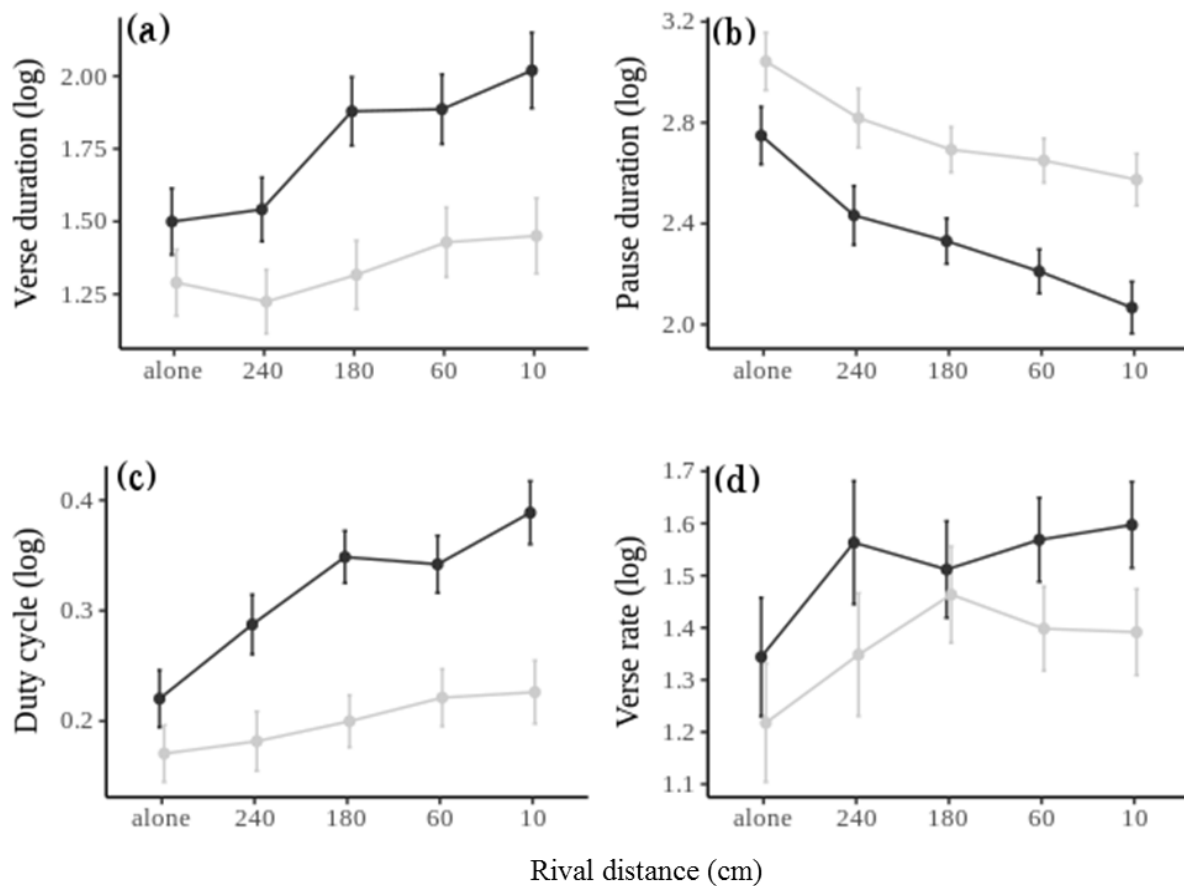 (a)
Verse duration (log)
2.00
1.75
1.50
1.25
alone 240 180 60 10
(b)
Pause duration (log)
3.2
2.8
2.4
2.0
alone 240 180 60 10
(c)
Duty cycle (log)
0.4
0.3
0.2
alone 240 180 60 10
(d)
Verse rate (log)
1.7
1.6
1.5
1.4
1.3
1.2
1.1
alone 240 180 60 10
Rival distance (cm)